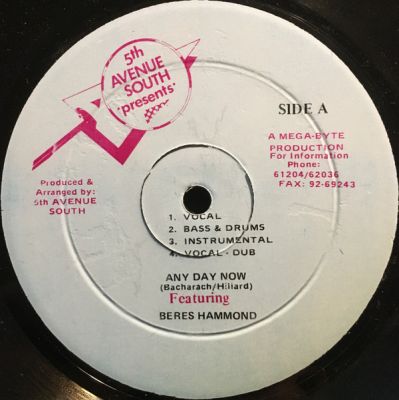 5th
AVENUE
SOUTH
'presents'
SIDE A
A MEGA-BYTE
PRODUCTION
For Information
Phone:
61204/62036
FAX: 92-69243
Produced &
Arranged by:
5th AVENUE
SOUTH
1. VOCAL
2. BASS & DRUMS
3. INSTRUMENTAL
4. VOCAL - DUB
ANY DAY NOW
(Bacharach/Hilliard)
Featuring
BERES HAMMOND